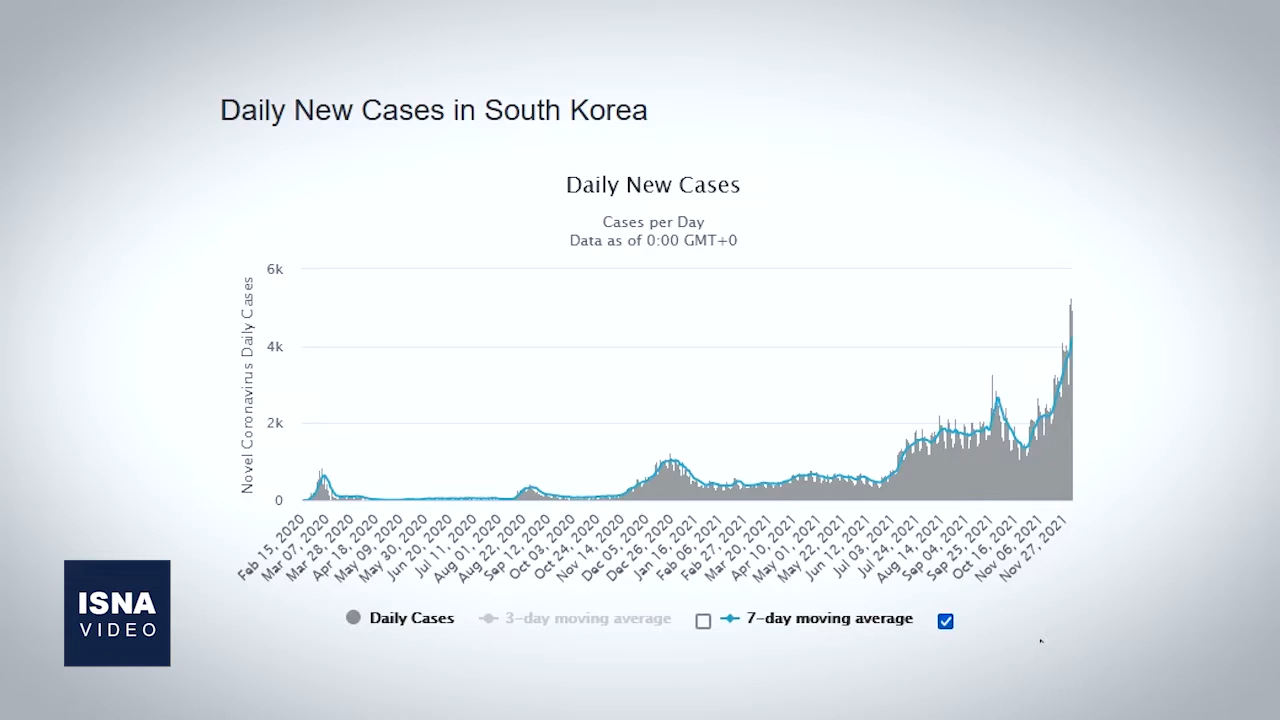 Daily New Cases in South Korea
Daily New Cases
Cases per Day
Data as of 0:00 GMT+0
Novel Coronavirus Daily Cases
6k
4k
2k
0
Feb 15, 2020
Mar 07, 2020
Mar 28, 2020
Apr 18, 2020
May 09, 2020
May 30, 2020
Jun 20, 2020
Jul 11, 2020
Aug 01, 2020
Aug 22, 2020
Sep 12, 2020
Oct 03, 2020
Oct 24, 2020
Nov 14, 2020
Dec 05, 2020
Dec 26, 2020
Jan 16, 2021
Feb 06, 2021
Feb 27, 2021
Mar 20, 2021
Apr 10, 2021
May 01, 2021
May 22, 2021
Jun 12, 2021
Jul 03, 2021
Jul 24, 2021
Aug 14, 2021
Sep 04, 2021
Sep 25, 2021
Oct 16, 2021
Nov 06, 2021
Nov 27, 2021
Daily Cases 3-day moving average 7-day moving average
ISNA
VIDEO